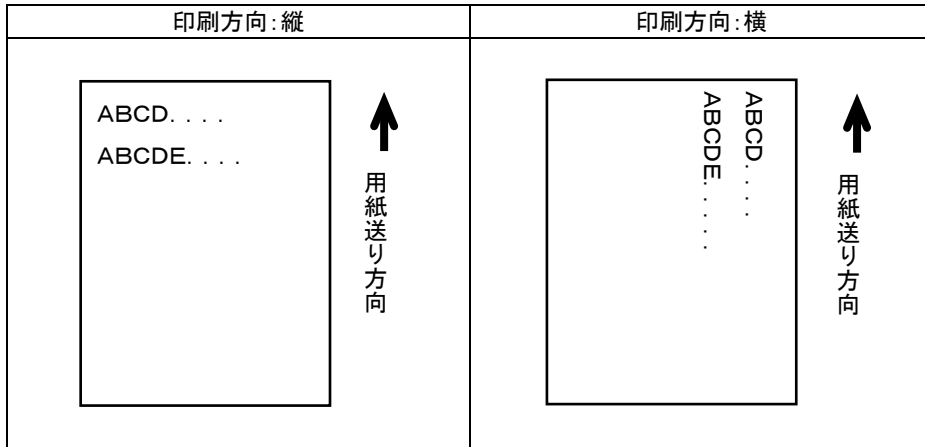 印刷方向:縦
印刷方向:横
ABCD. . . .
ABCDE. . . .
用紙送り方向
ABCD. . . .
ABCDE. . . . .
用紙送り方向